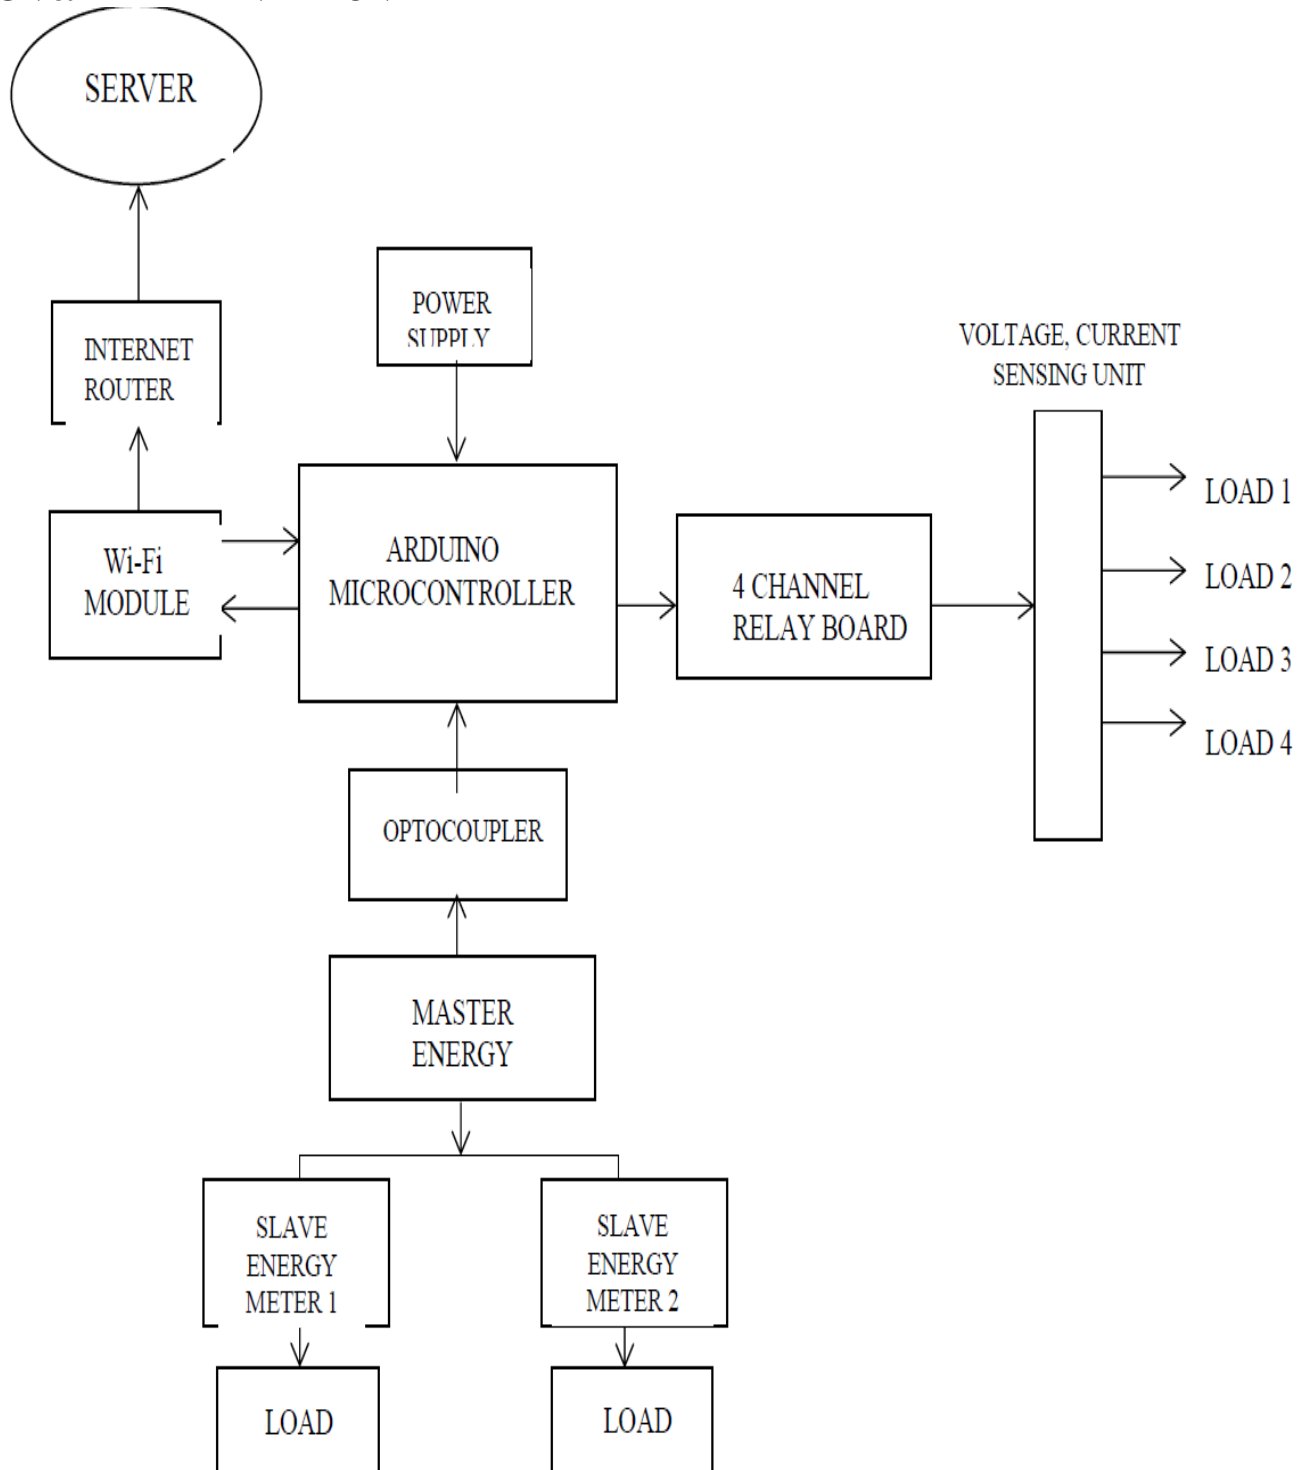 SERVER
POWER
SUPPLY
INTERNET
ROUTER
VOLTAGE, CURRENT
SENSING UNIT
LOAD 1
LOAD 2
LOAD 3
LOAD 4
Wi-Fi
MODULE
ARDUINO
MICROCONTROLLER
4 CHANNEL
RELAY BOARD
OPTOCOUPLER
MASTER
ENERGY
SLAVE
ENERGY
METER 1
SLAVE
ENERGY
METER 2
LOAD
LOAD